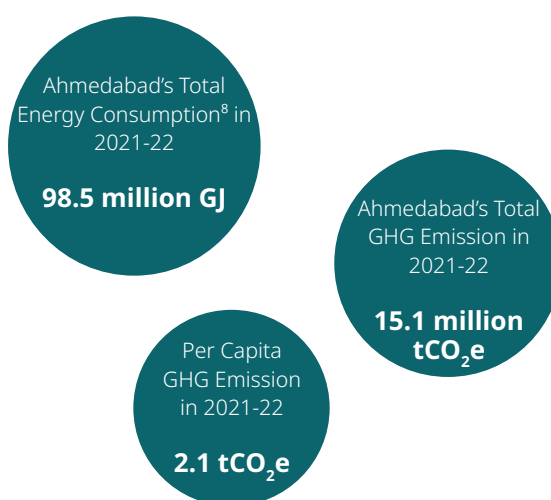 Ahmedabad’s Total
Energy Consumption⁸ in
2021-22
98.5 million GJ
Ahmedabad’s Total
GHG Emission in
2021-22
15.1 million
tCO₂e
Per Capita
GHG Emission
in 2021-22
2.1 tCO₂e